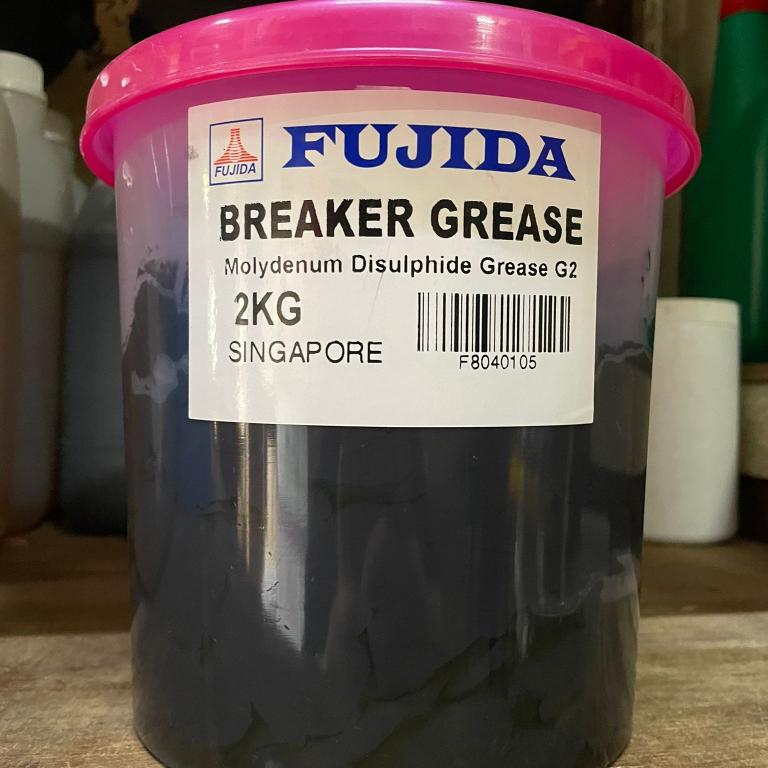 FUJIDA
FUJIDA
BREAKER GREASE
Molydenum Disulphide Grease G2
2KG
SINGAPORE
F8040105